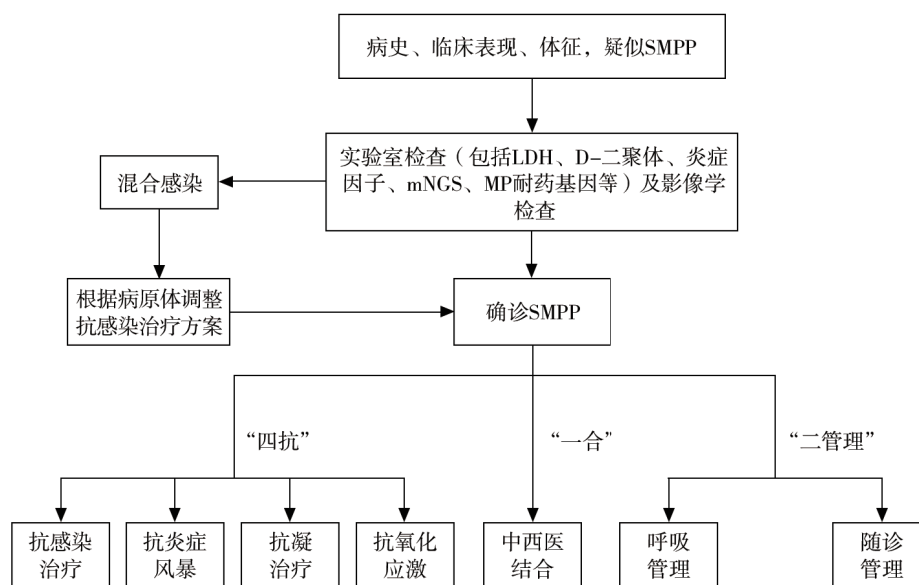 病史、临床表现、体征，疑似SMPP
实验室检查（包括LDH、D-二聚体、炎症
因子、mNGS、MP耐药基因等）及影像学
检查
混合感染
根据病原体调整
抗感染治疗方案
确诊SMPP
“四抗”
“一合”
“二管理”
抗感染
治疗
抗炎症
风暴
抗凝
治疗
抗氧化
应激
中西医
结合
呼吸
管理
随诊
管理